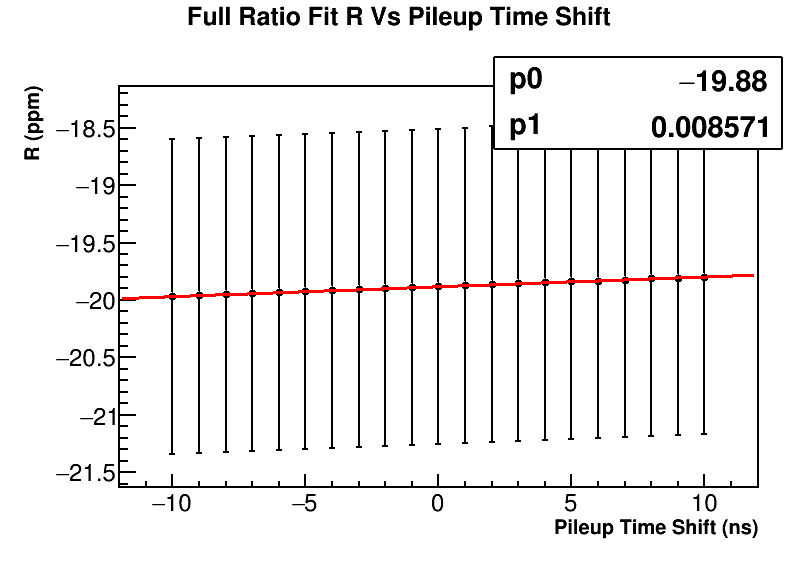 Full Ratio Fit R Vs Pileup Time Shift
p0 −19.88
p1 0.008571
R (ppm)
−18.5
−19
−19.5
−20
−20.5
−21
−21.5
−10 −5 0 5 10
Pileup Time Shift (ns)